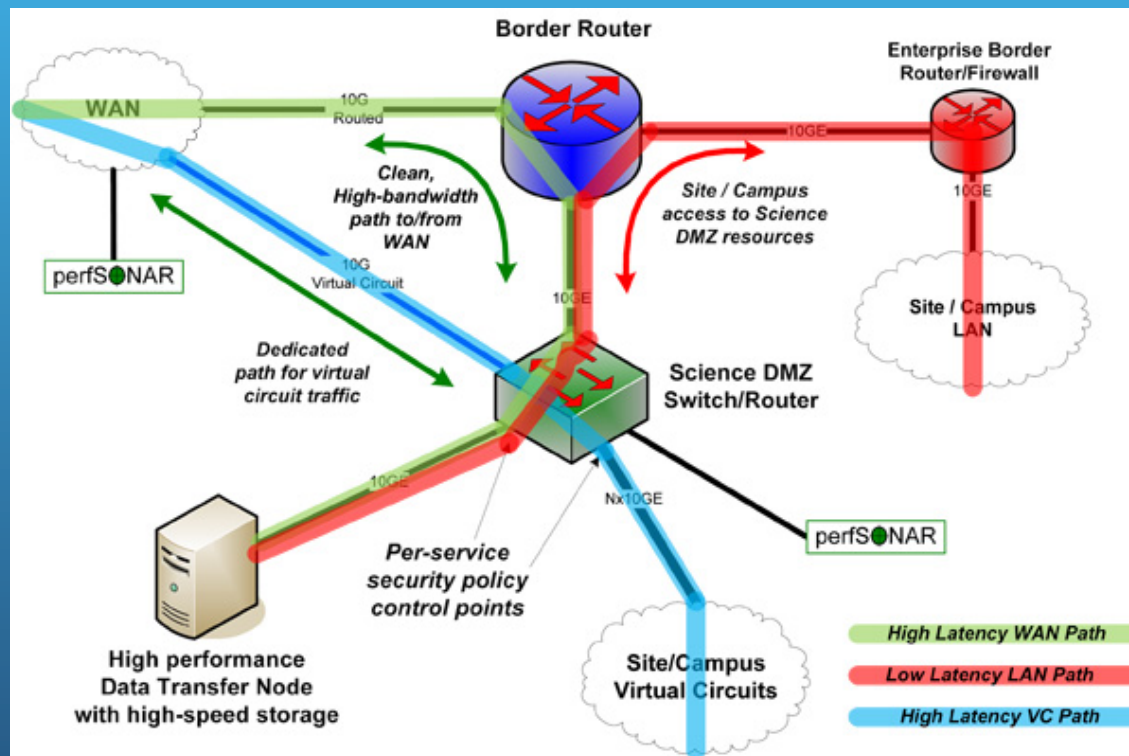 Border Router
Enterprise Border
Router/Firewall
WAN
10G
Routed
10GE
10GE
Clean,
High-bandwidth
path to/from
WAN
Site / Campus
access to Science
DMZ resources
perfSONAR
10G
Virtual Circuit
10GE
Site / Campus
LAN
Dedicated
path for virtual
circuit traffic
Science DMZ
Switch/Router
10GE
Nx10GE
perfSONAR
Per-service
security policy
control points
High performance
Data Transfer Node
with high-speed storage
Site/Campus
Virtual Circuits
High Latency WAN Path
Low Latency LAN Path
High Latency VC Path